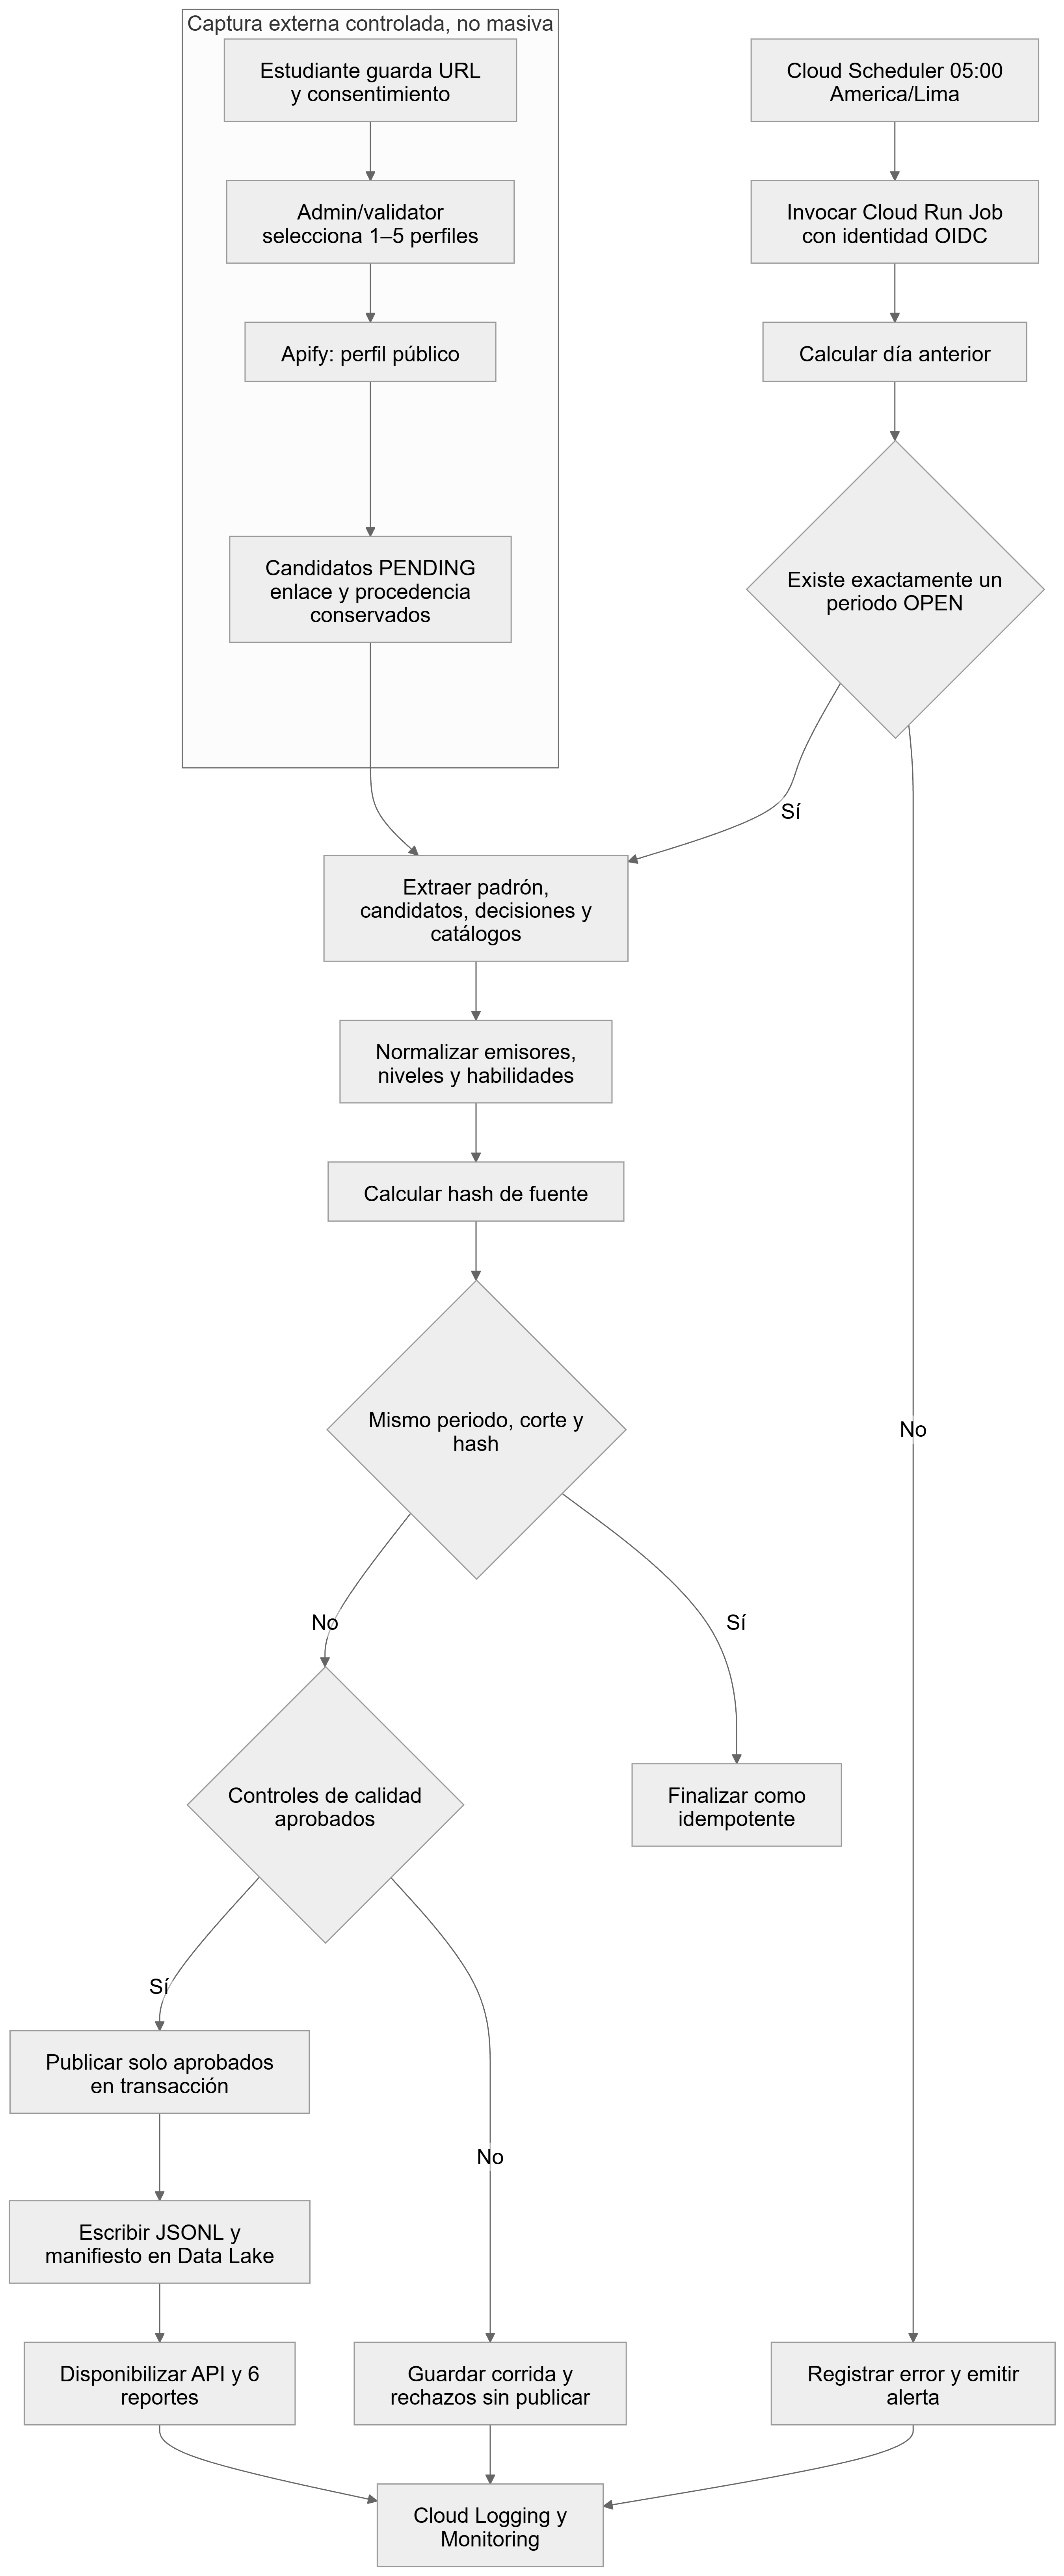 Captura externa controlada, no masiva
Estudiante guarda URL
y consentimiento
Cloud Scheduler 05:00
America/Lima
Admin/validator
selecciona 1–5 perfiles
Invocar Cloud Run Job
con identidad OIDC
Apify: perfil público
Calcular día anterior
Candidatos PENDING
enlace y procedencia
conservados
Existe exactamente un
periodo OPEN
Sí
Extraer padrón,
candidatos, decisiones y
catálogos
Normalizar emisores,
niveles y habilidades
Calcular hash de fuente
Mismo periodo, corte y
hash
No
No
Sí
Controles de calidad
aprobados
Finalizar como
idempotente
Sí
Publicar solo aprobados
en transacción
No
Escribir JSONL y
manifiesto en Data Lake
Disponibilizar API y 6
reportes
Guardar corrida y
rechazos sin publicar
Registrar error y emitir
alerta
Cloud Logging y
Monitoring